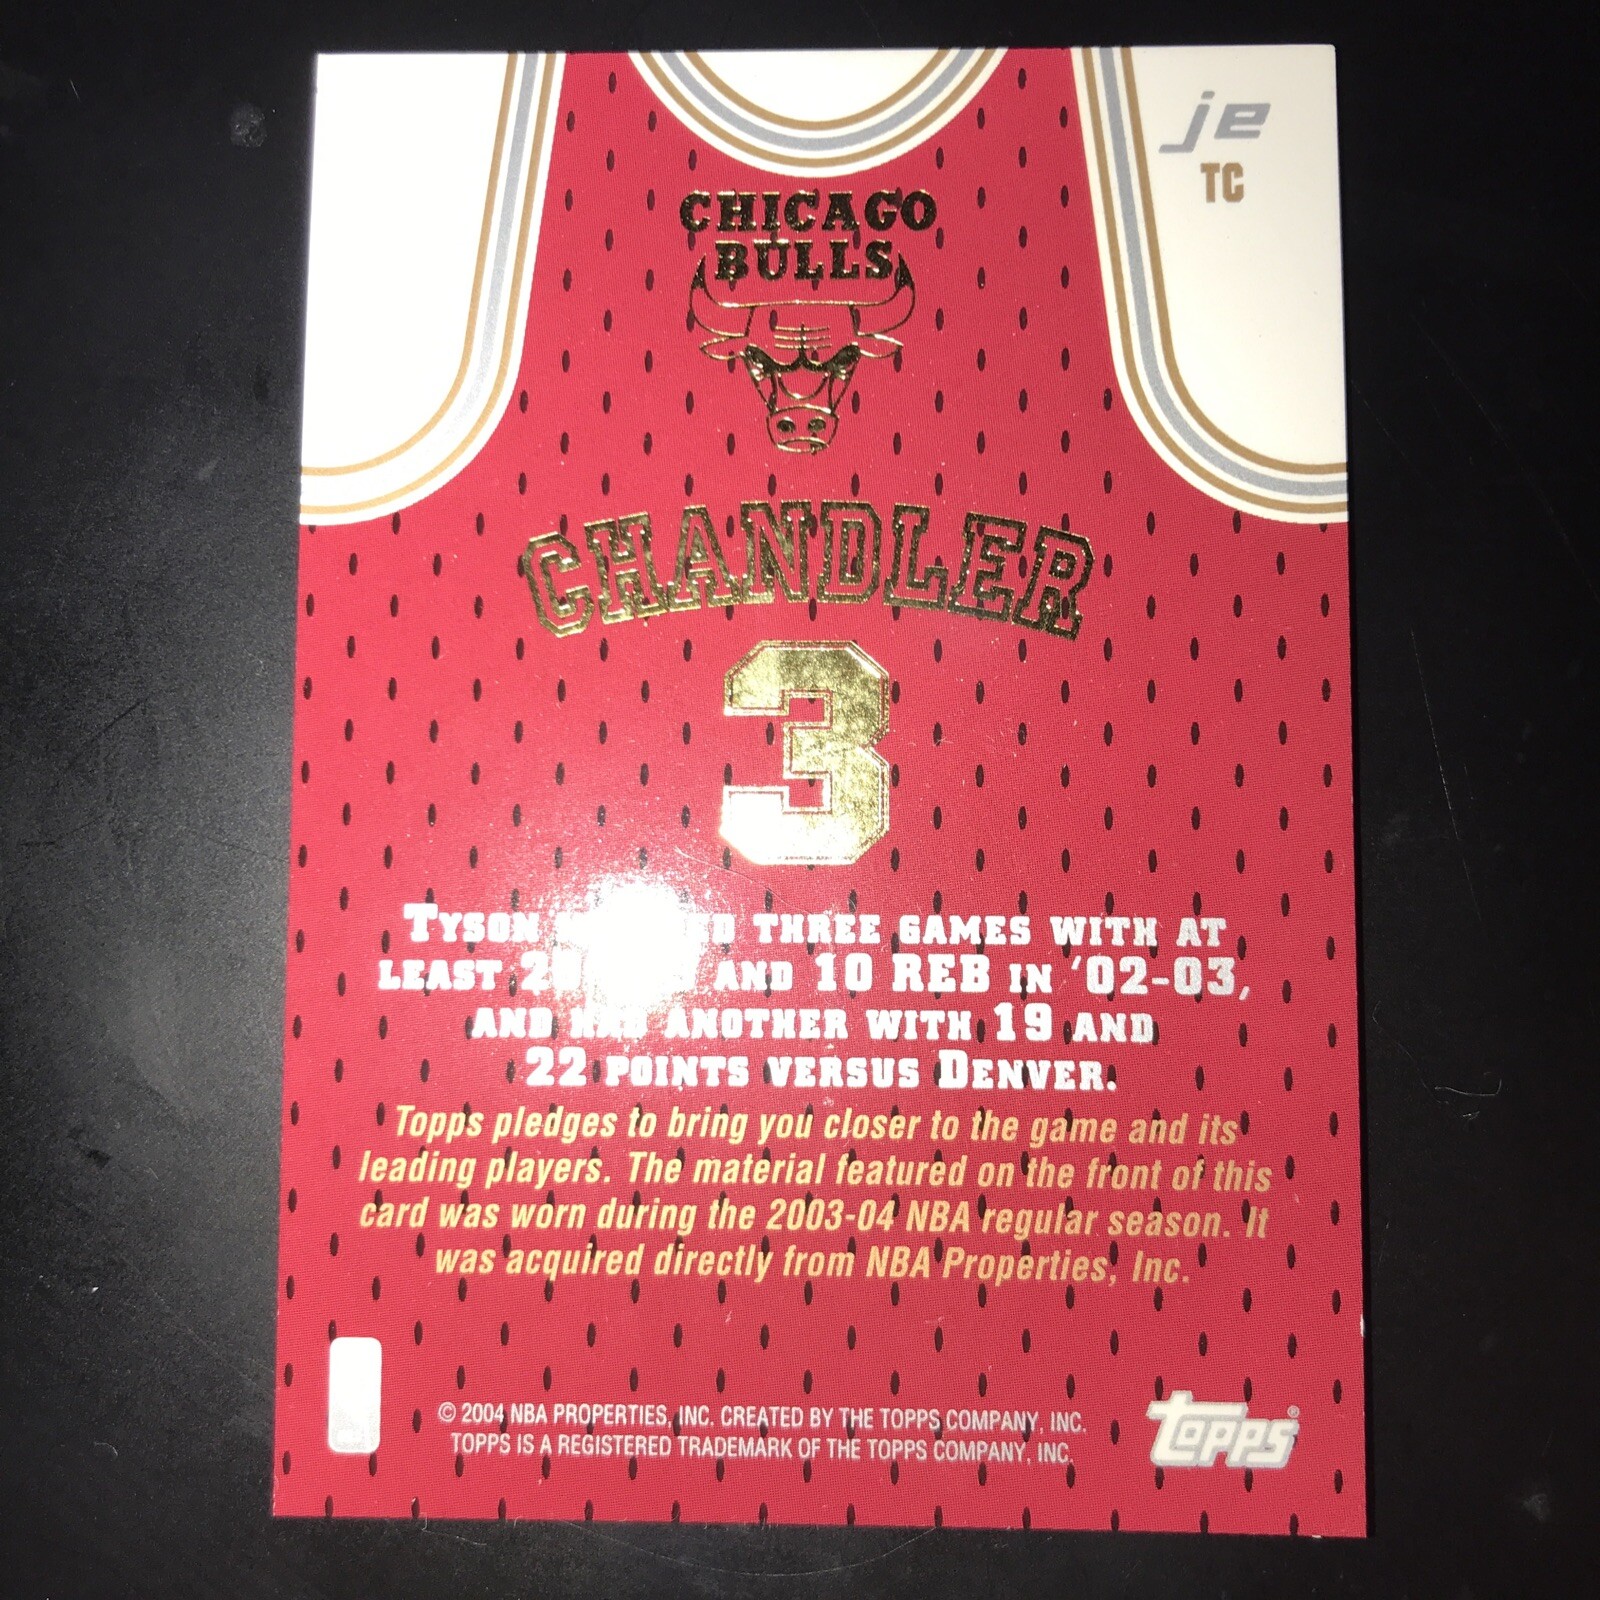 je
TC
CHICAGO
BULLS
CHANDLER
3
TYSON THREE GAMES WITH AT
LEAST AND 10 REB IN '02-03,
AND HAD ANOTHER WITH 19 AND
22 POINTS VERSUS DENVER.
Topps pledges to bring you closer to the game and its
leading players. The material featured on the front of this
card was worn during the 2003-04 NBA regular season. It
was acquired directly from NBA Properties, Inc.
© 2004 NBA PROPERTIES, INC. CREATED BY THE TOPPS COMPANY, INC.
TOPPS IS A REGISTERED TRADEMARK OF THE TOPPS COMPANY, INC.
topps®